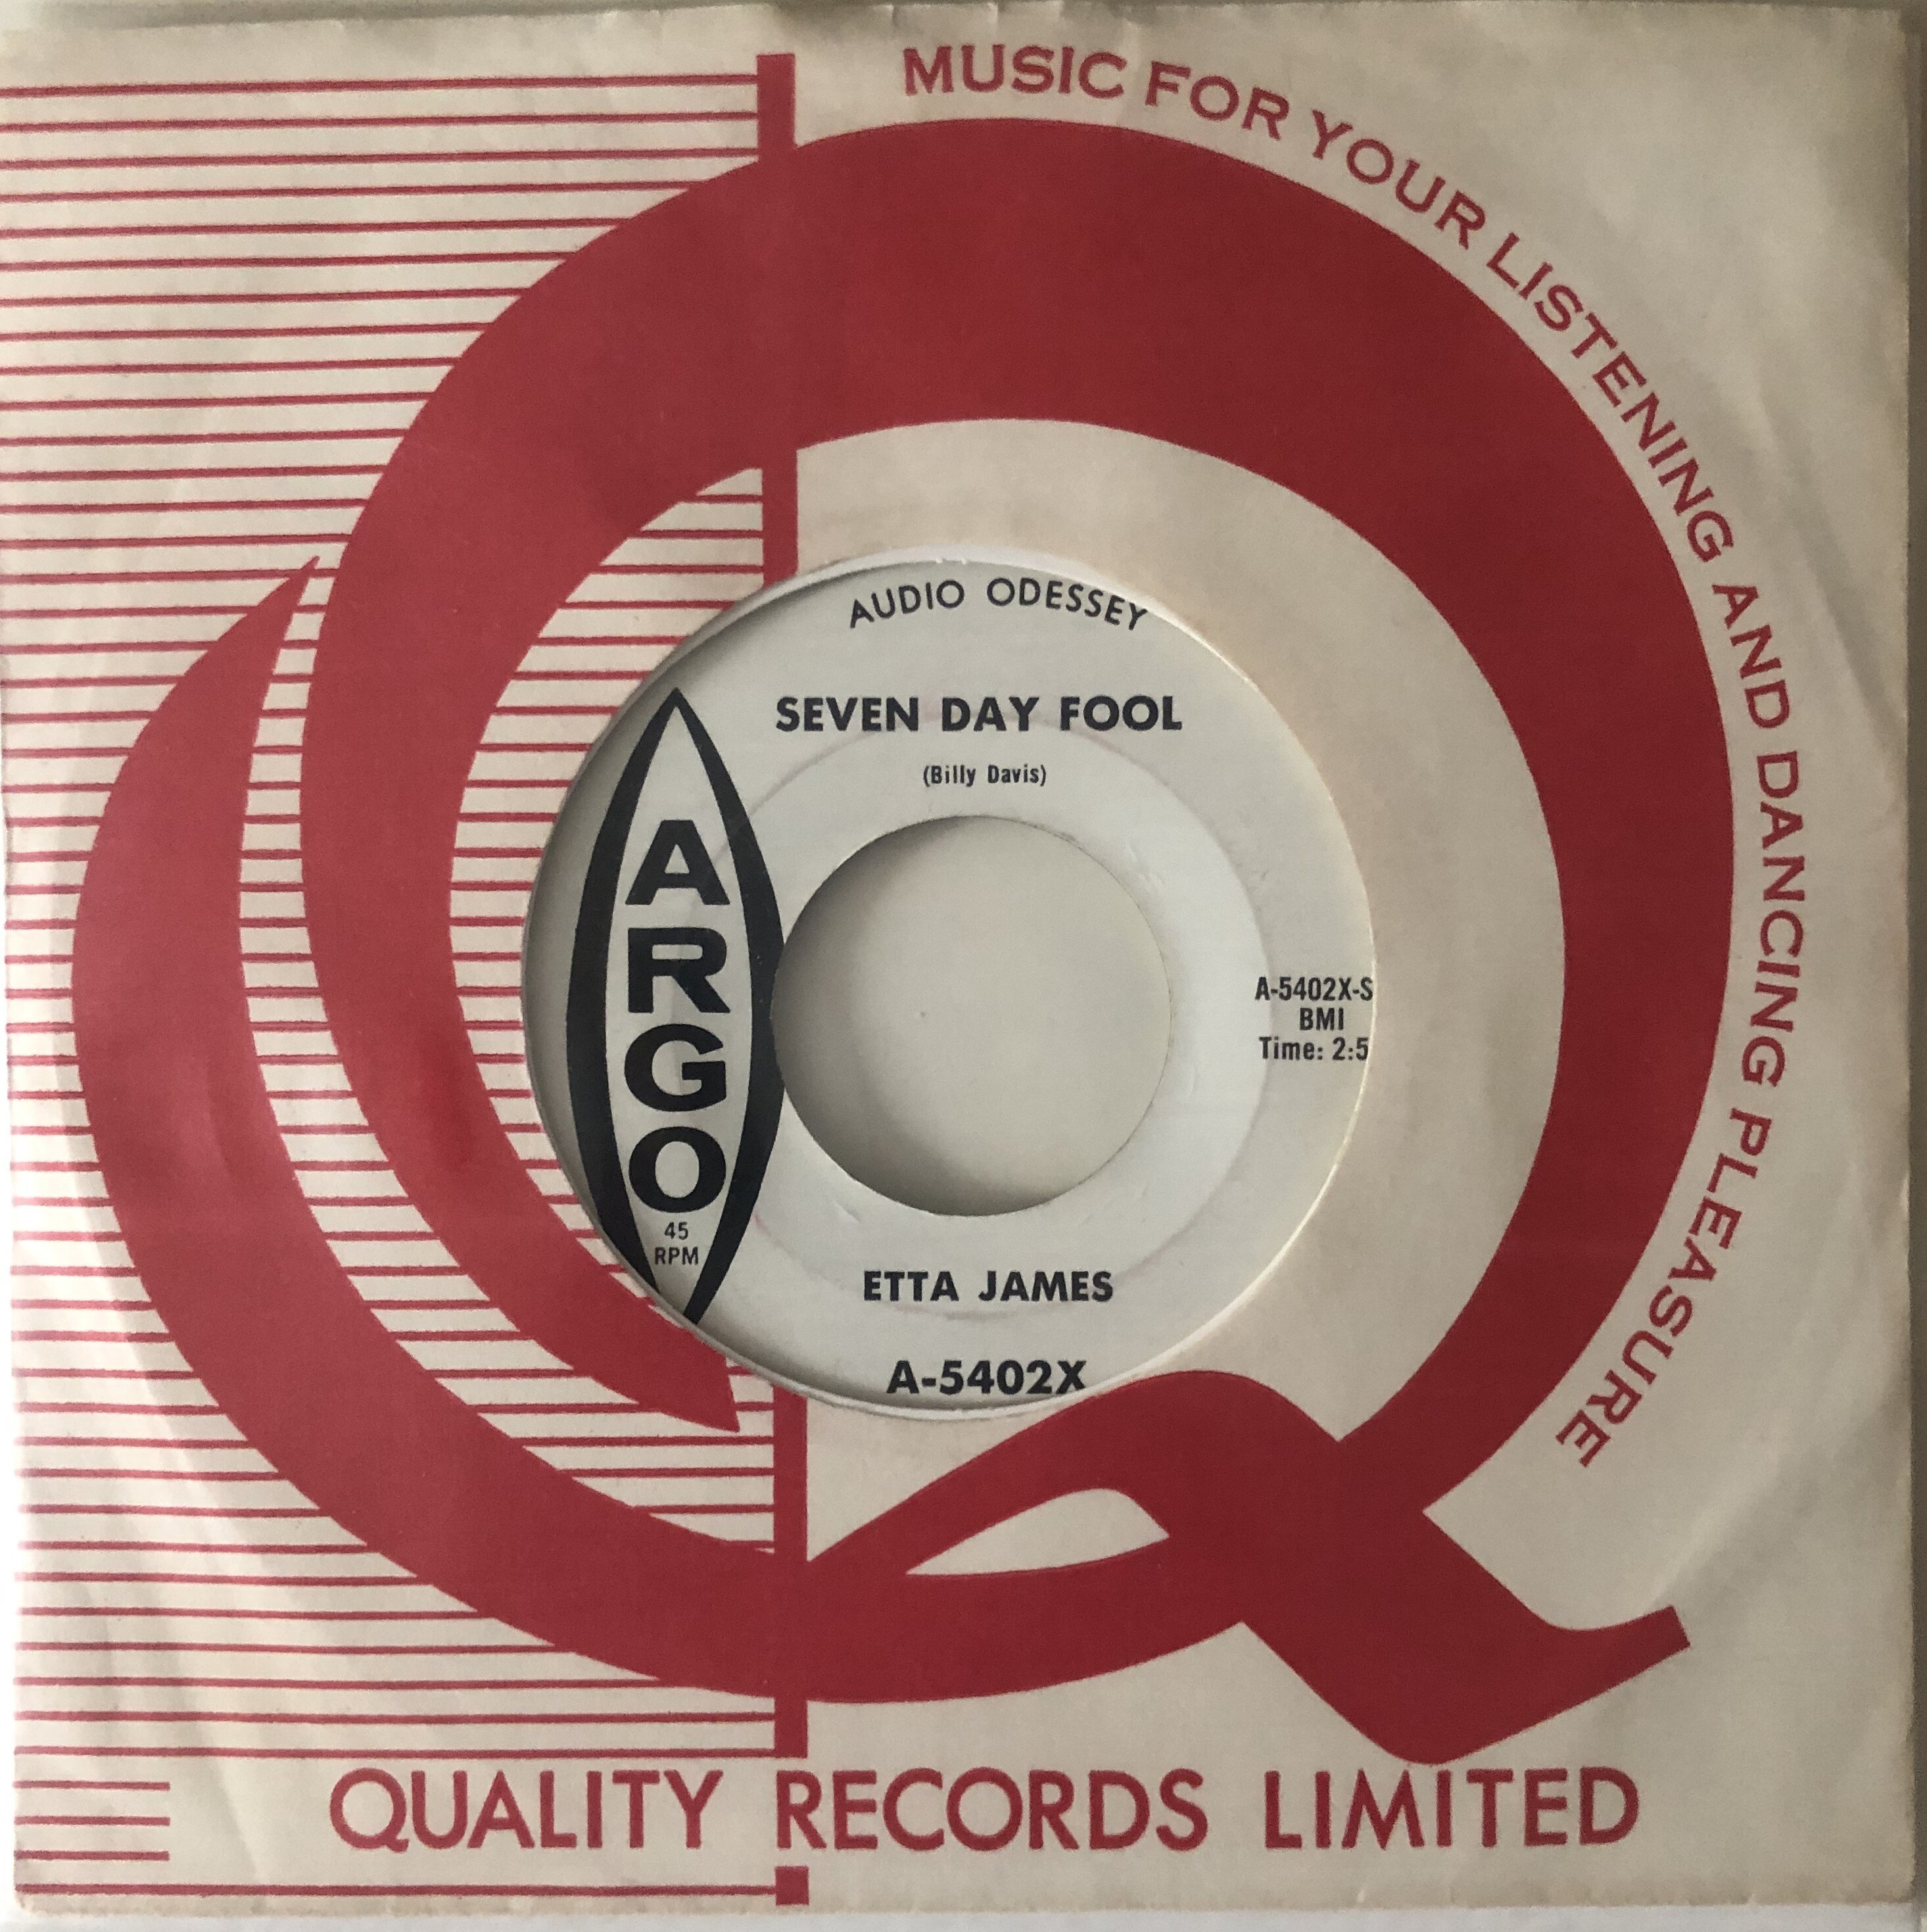 MUSIC FOR YOUR LISTENING AND DANCING PLEASURE
AUDIO ODESSEY
SEVEN DAY FOOL
(Billy Davis)
ARGO
45
RPM
A-5402X-S
BMI
Time: 2:5
ETTA JAMES
A-5402X
QUALITY RECORDS LIMITED